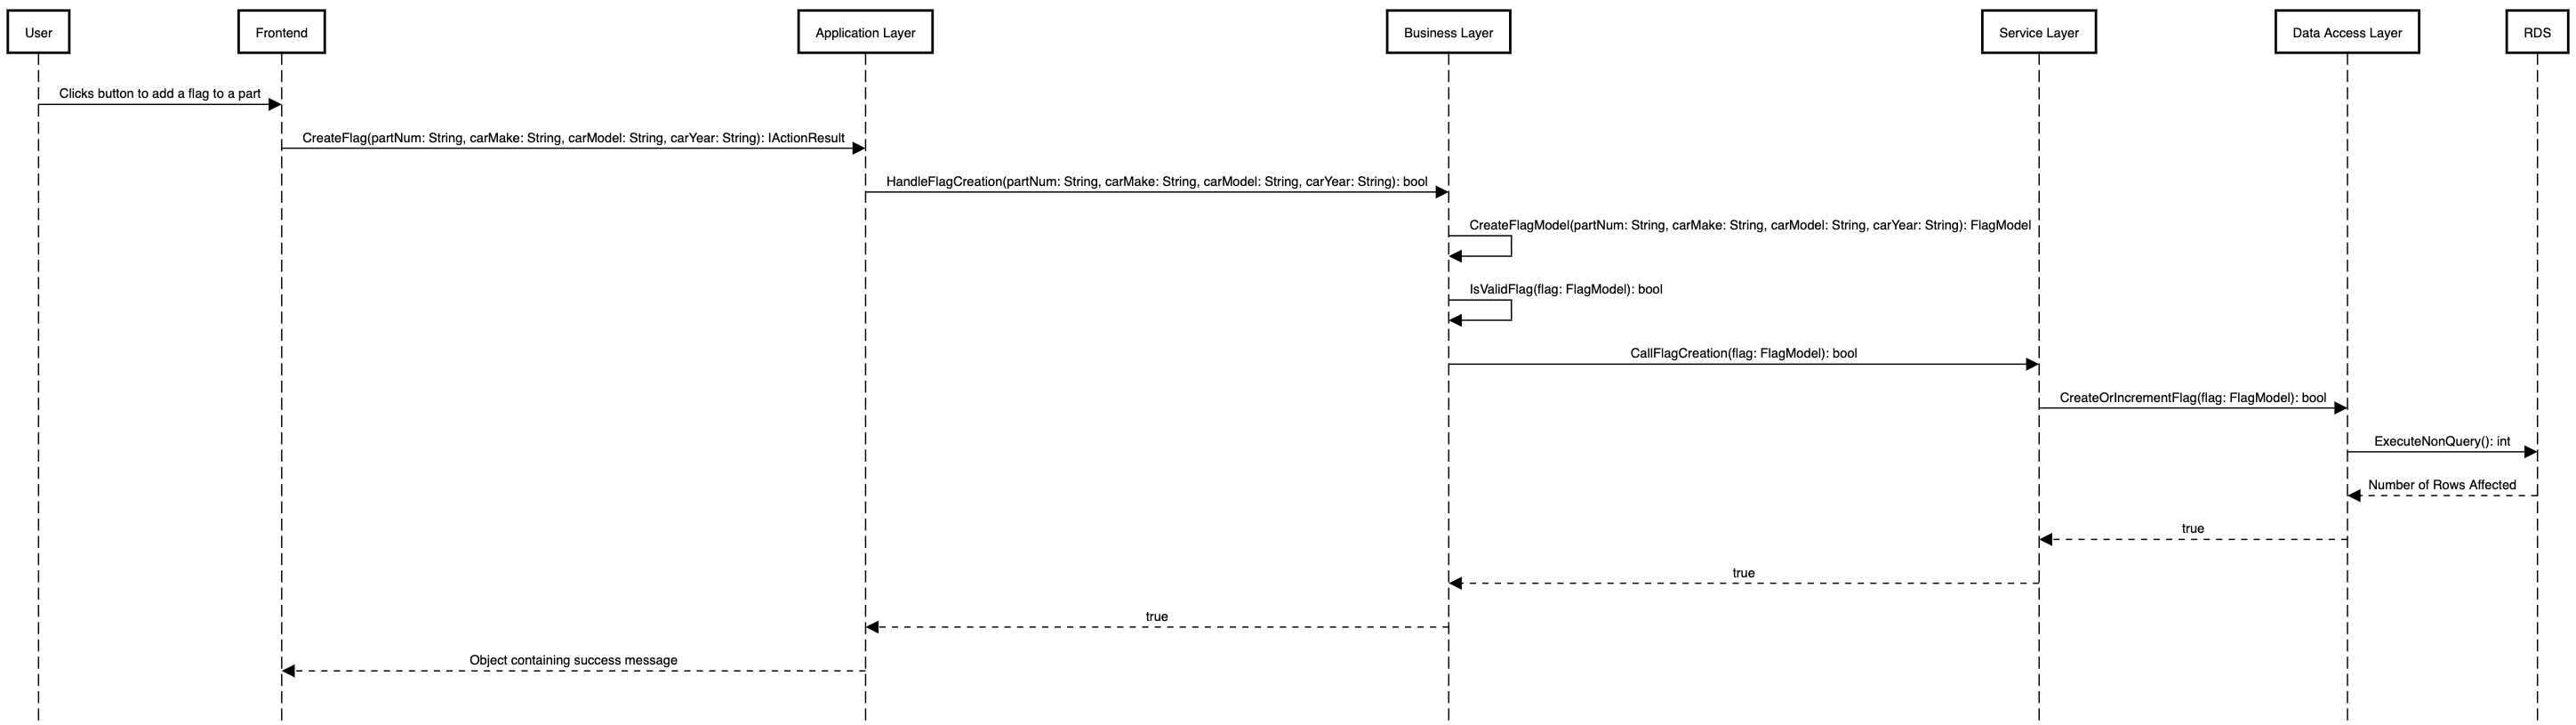 User
Frontend
Application Layer
Business Layer
Service Layer
Data Access Layer
RDS
Clicks button to add a flag to a part
CreateFlag(partNum: String, carMake: String, carModel: String, carYear: String): IActionResult
HandleFlagCreation(partNum: String, carMake: String, carModel: String, carYear: String): bool
CreateFlagModel(partNum: String, carMake: String, carModel: String, carYear: String): FlagModel
IsValidFlag(flag: FlagModel): bool
CallFlagCreation(flag: FlagModel): bool
CreateOrIncrementFlag(flag: FlagModel): bool
ExecuteNonQuery(): int
Number of Rows Affected
true
true
true
Object containing success message